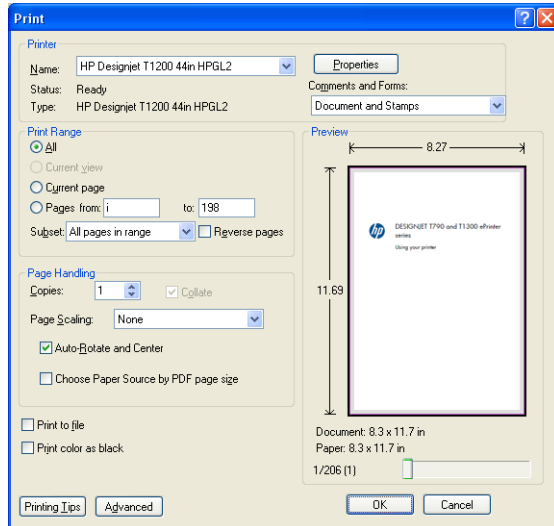 Print
Printer
Name: HP Designjet T1200 44in HPGL2 Properties
Status: Ready Comments and Forms:
Type: HP Designjet T1200 44in HPGL2 Document and Stamps
Print Range
All
Current view
Current page
Pages from: i to: 198
Subset: All pages in range Reverse pages
Page Handling
Copies: 1 Collate
Page Scaling: None
Auto-Rotate and Center
Choose Paper Source by PDF page size
Print to file
Print color as black
Preview
8.27
11.69
hp DESIGNJET T790 and T1300 ePrinter
series
Using your printer
Document: 8.3 x 11.7 in
Paper: 8.3 x 11.7 in
1/206 (1)
Printing Tips Advanced OK Cancel